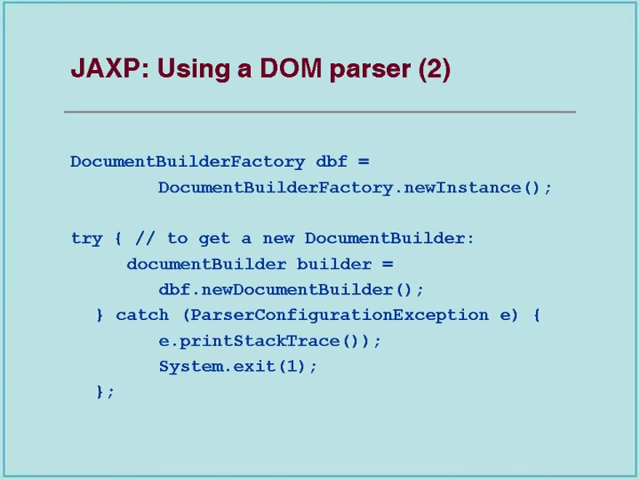 JAXP: Using a DOM parser (2)
DocumentBuilderFactory dbf =
DocumentBuilderFactory.newInstance();
try { // to get a new DocumentBuilder:
documentBuilder builder =
dbf.newDocumentBuilder();
} catch (ParserConfigurationException e) {
e.printStackTrace());
System.exit(1);
};